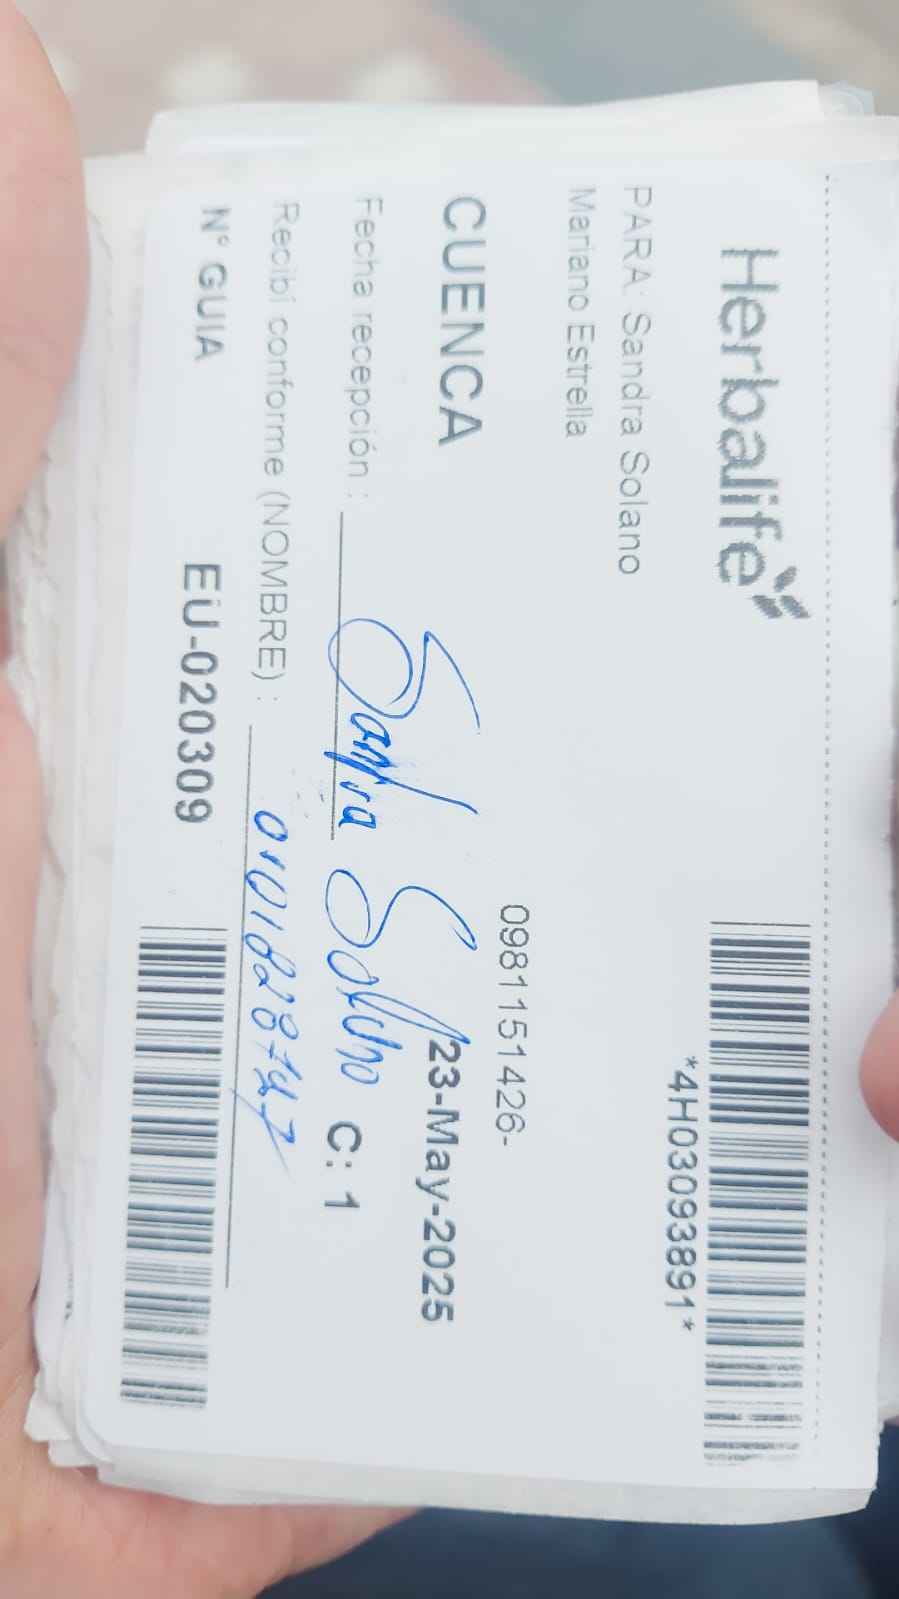 Herbalife
*4H03093891*
PARA: Sandra Solano
Mariano Estrella
0981151426-
CUENCA
23-May-2025
Fecha recepción :
Sandra Solano
C: 1
Recibí conforme (NOMBRE) :
N° GUIA
EU-020309